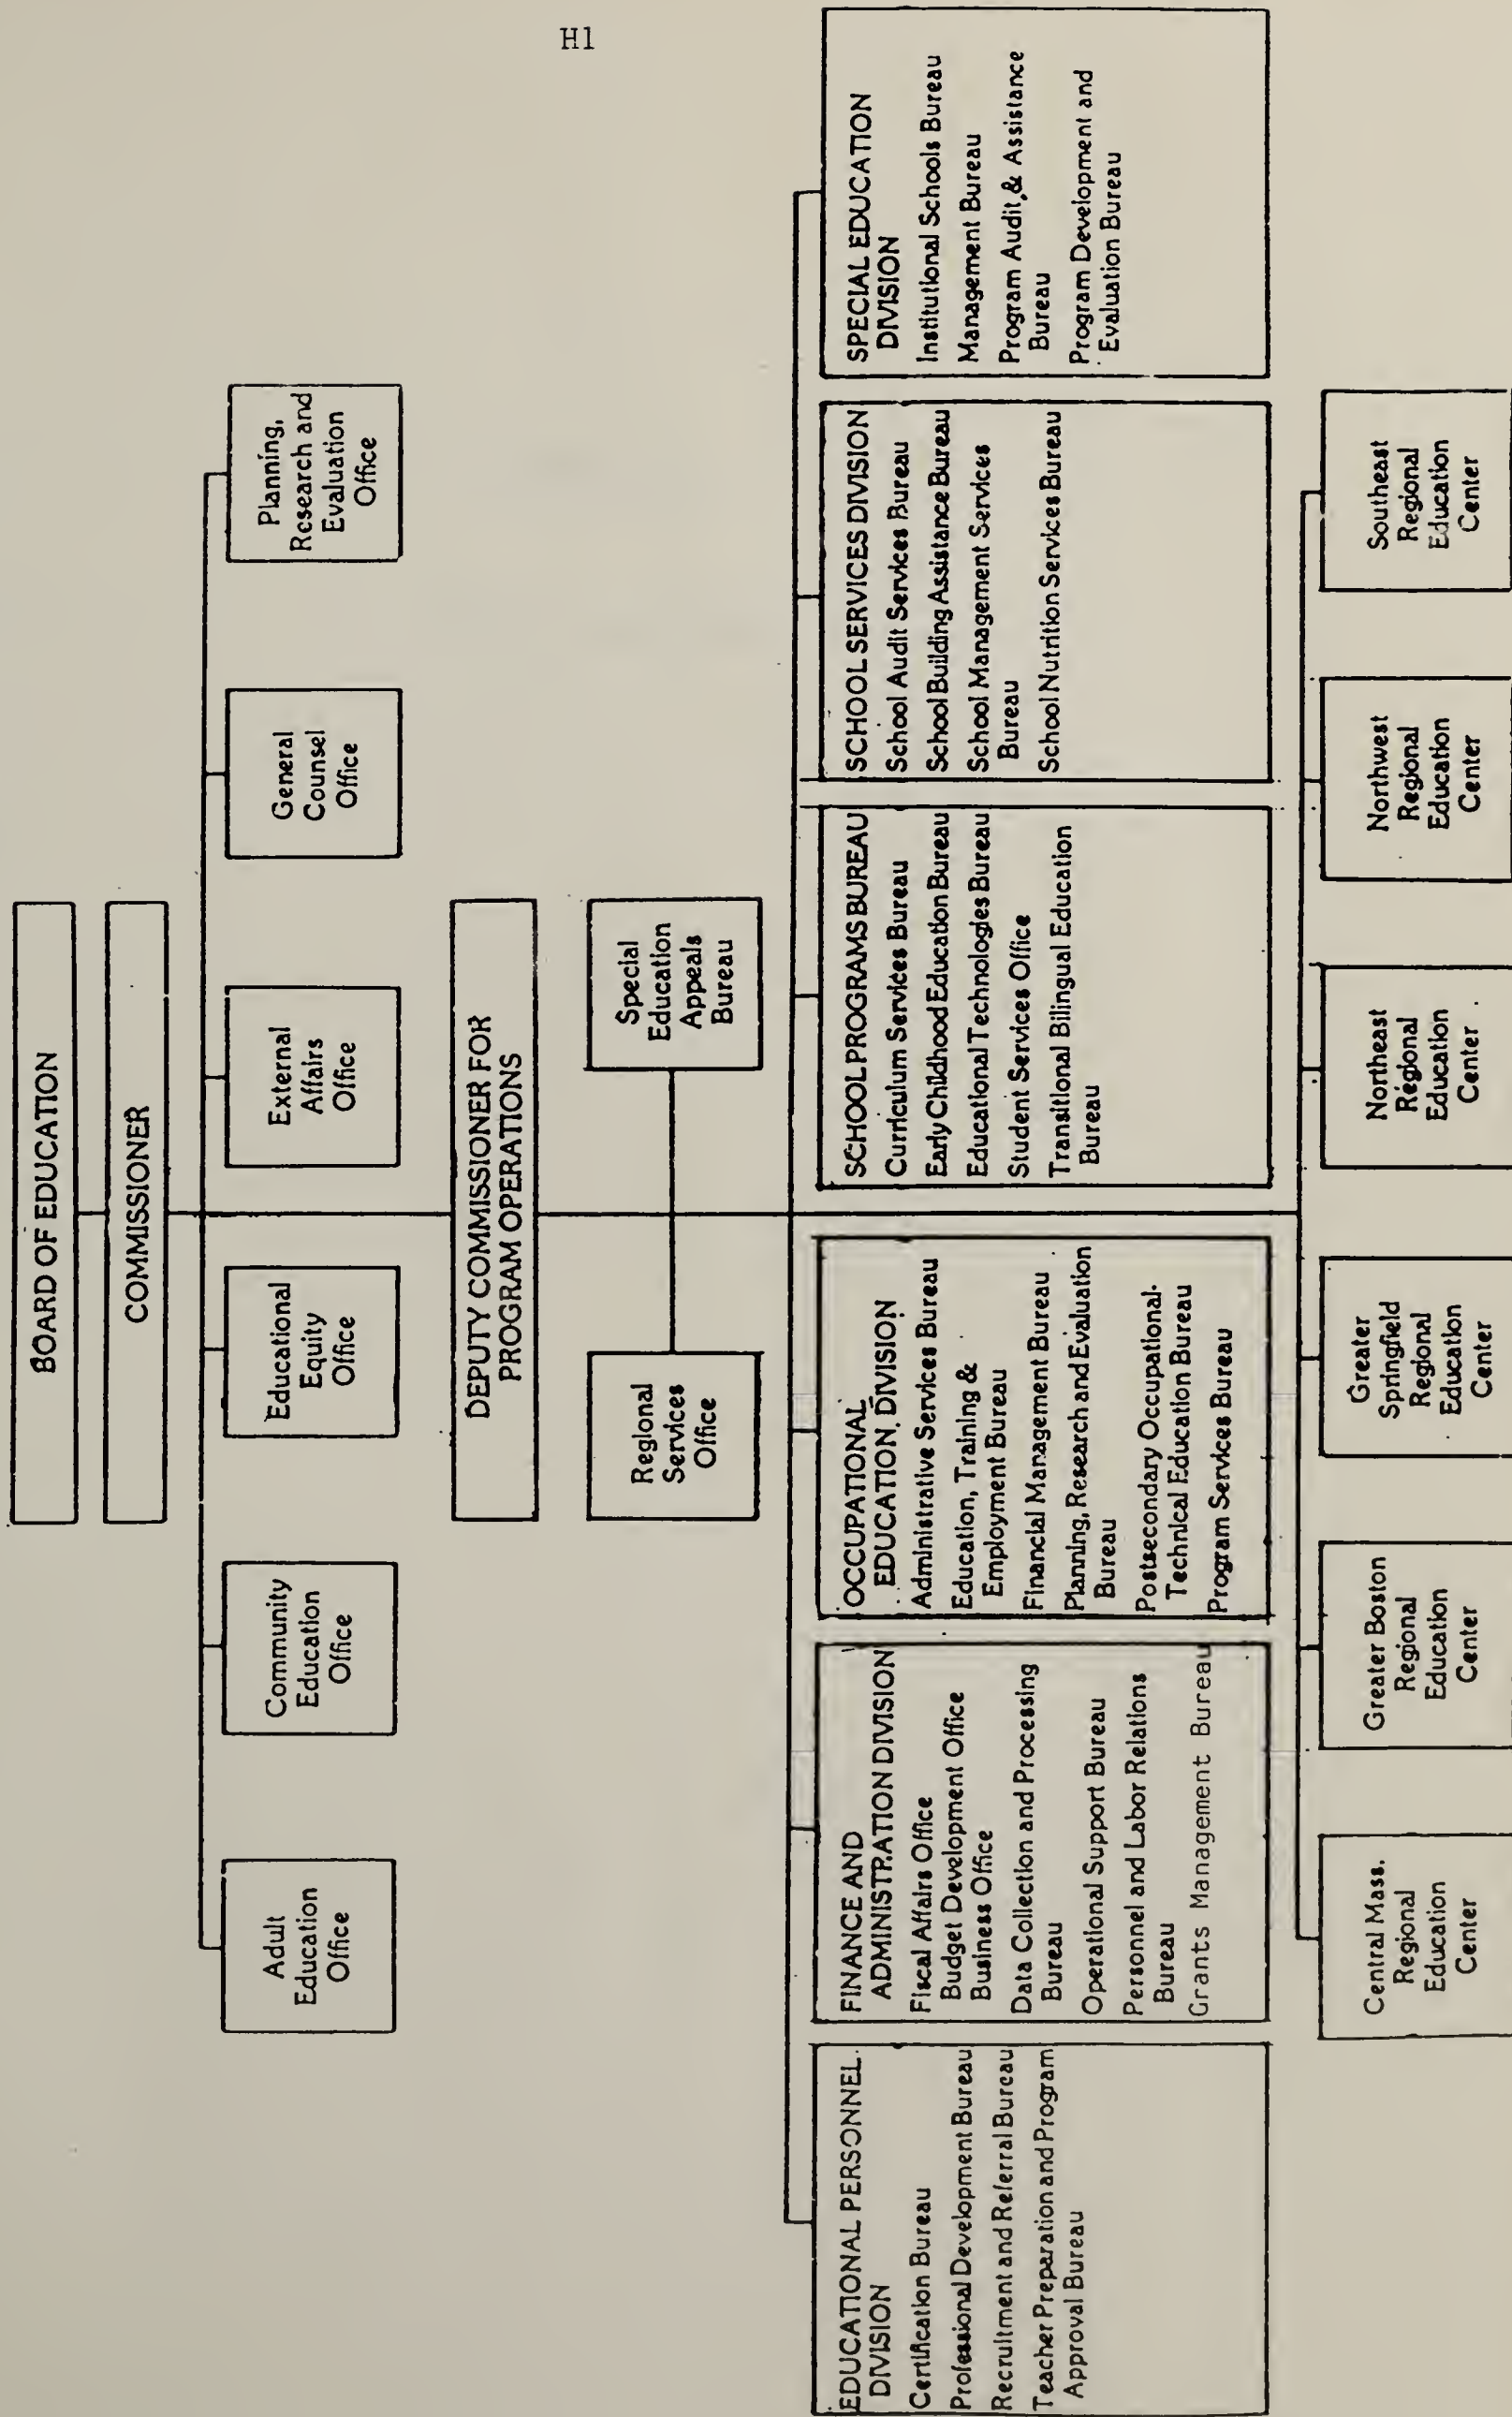 H1
BOARD OF EDUCATION
COMMISSIONER
Adult
Education
Office
Community
Education
Office
Educational
Equity
Office
External
Affairs
Office
General
Counsel
Office
Planning,
Research and
Evaluation
Office
DEPUTY COMMISSIONER FOR
PROGRAM OPERATIONS
Regional
Services
Office
Special
Education
Appeals
Bureau
EDUCATIONAL PERSONNEL
DIVISION
Certification Bureau
Professional Development Bureau
Recruitment and Referral Bureau
Teacher Preparation and Program
Approval Bureau
FINANCE AND
ADMINISTRATION DIVISION
Fiscal Affairs Office
Budget Development Office
Business Office
Data Collection and Processing
Bureau
Operational Support Bureau
Personnel and Labor Relations
Bureau
Grants Management Bureau
OCCUPATIONAL
EDUCATION DIVISION
Administrative Services Bureau
Education, Training &
Employment Bureau
Financial Management Bureau
Planning, Research and Evaluation
Bureau
Postsecondary Occupational-
Technical Education Bureau
Program Services Bureau
SCHOOL PROGRAMS BUREAU
Curriculum Services Bureau
Early Childhood Education Bureau
Educational Technologies Bureau
Student Services Office
Transitional Bilingual Education
Bureau
SCHOOL SERVICES DIVISION
School Audit Services Bureau
School Building Assistance Bureau
School Management Services
Bureau
School Nutrition Services Bureau
SPECIAL EDUCATION
DIVISION
Institutional Schools Bureau
Management Bureau
Program Audit & Assistance
Bureau
Program Development and
Evaluation Bureau
Central Mass.
Regional
Education
Center
Greater Boston
Regional
Education
Center
Greater
Springfield
Regional
Education
Center
Northeast
Regional
Education
Center
Northwest
Regional
Education
Center
Southeast
Regional
Education
Center